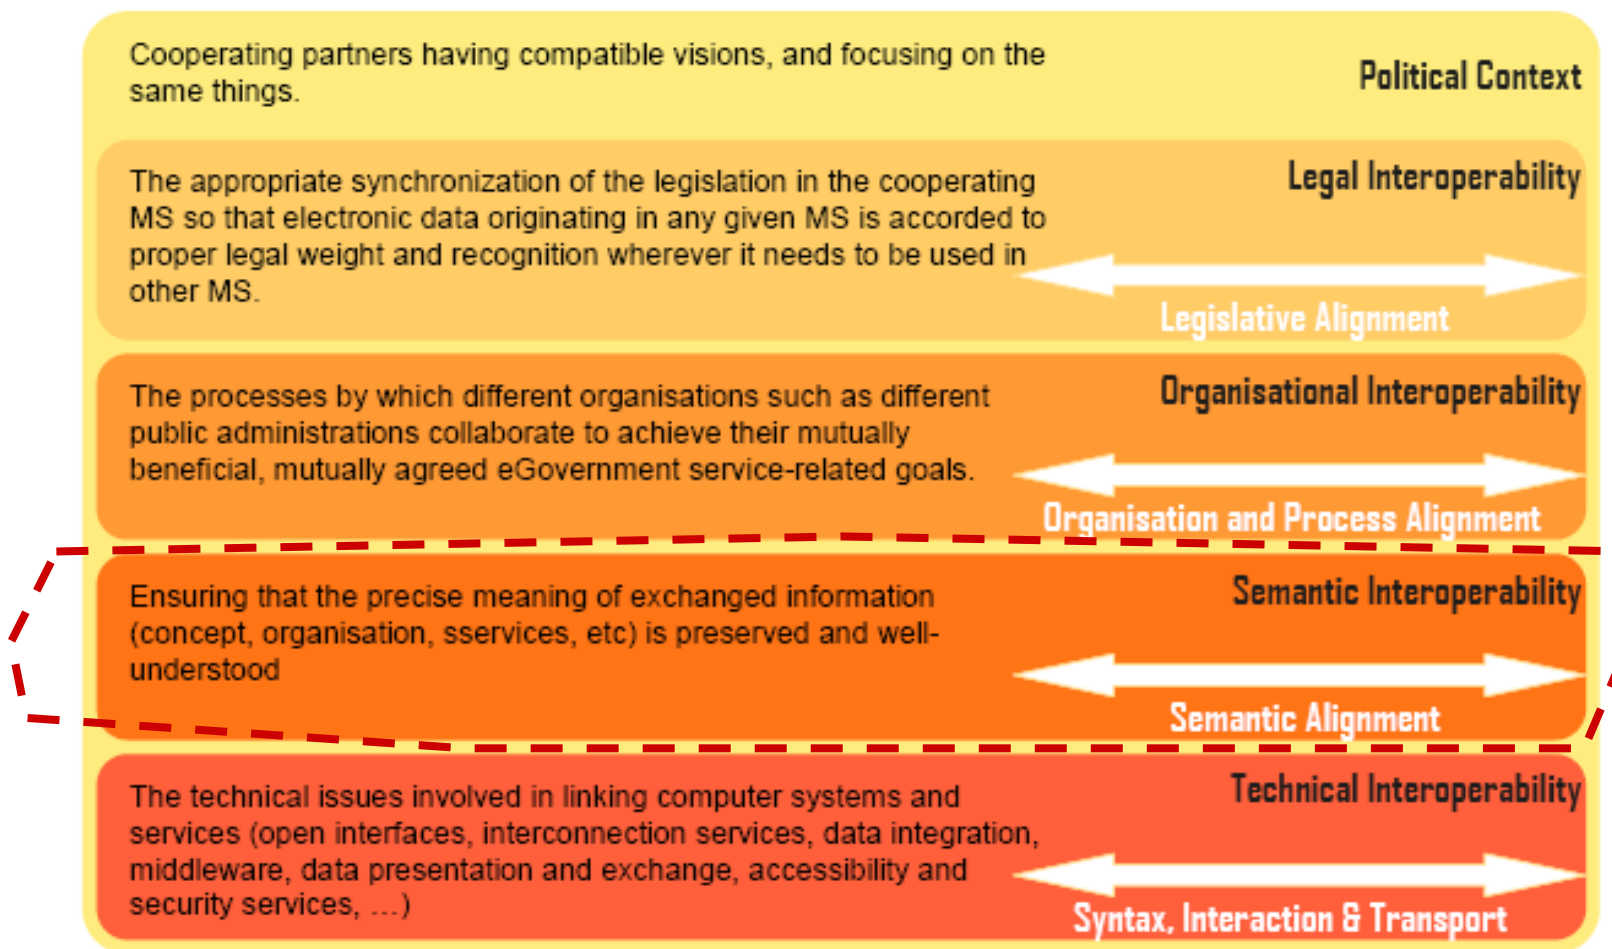 Cooperating partners having compatible visions, and focusing on the
same things.
Political Context
The appropriate synchronization of the legislation in the cooperating
MS so that electronic data originating in any given MS is accorded to
proper legal weight and recognition wherever it needs to be used in
other MS.
Legal Interoperability
Legislative Alignment
The processes by which different organisations such as different
public administrations collaborate to achieve their mutually
beneficial, mutually agreed eGovernment service-related goals.
Organisational Interoperability
Organisation and Process Alignment
Ensuring that the precise meaning of exchanged information
(concept, organisation, sservices, etc) is preserved and well-
understood
Semantic Interoperability
Semantic Alignment
The technical issues involved in linking computer systems and
services (open interfaces, interconnection services, data integration,
middleware, data presentation and exchange, accessibility and
security services, …)
Technical Interoperability
Syntax, Interaction & Transport